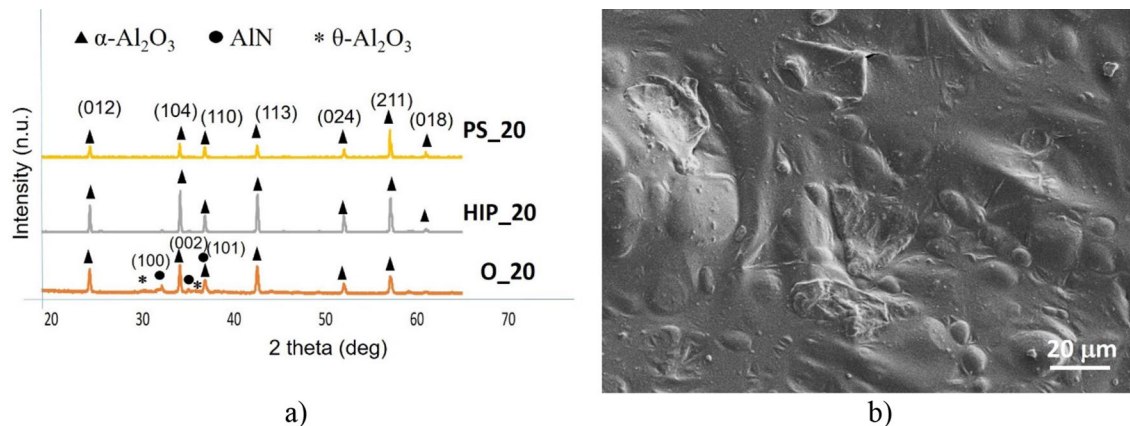 ▲ α-Al₂O₃ ● AlN * θ-Al₂O₃
(012) (104) (110) (113) (024) (211) (018)
PS_20
HIP_20
(100) (002) (101)
O_20
Intensity (n.u.)
20 30 40 50 60 70
2 theta (deg)
a)
20 μm
b)